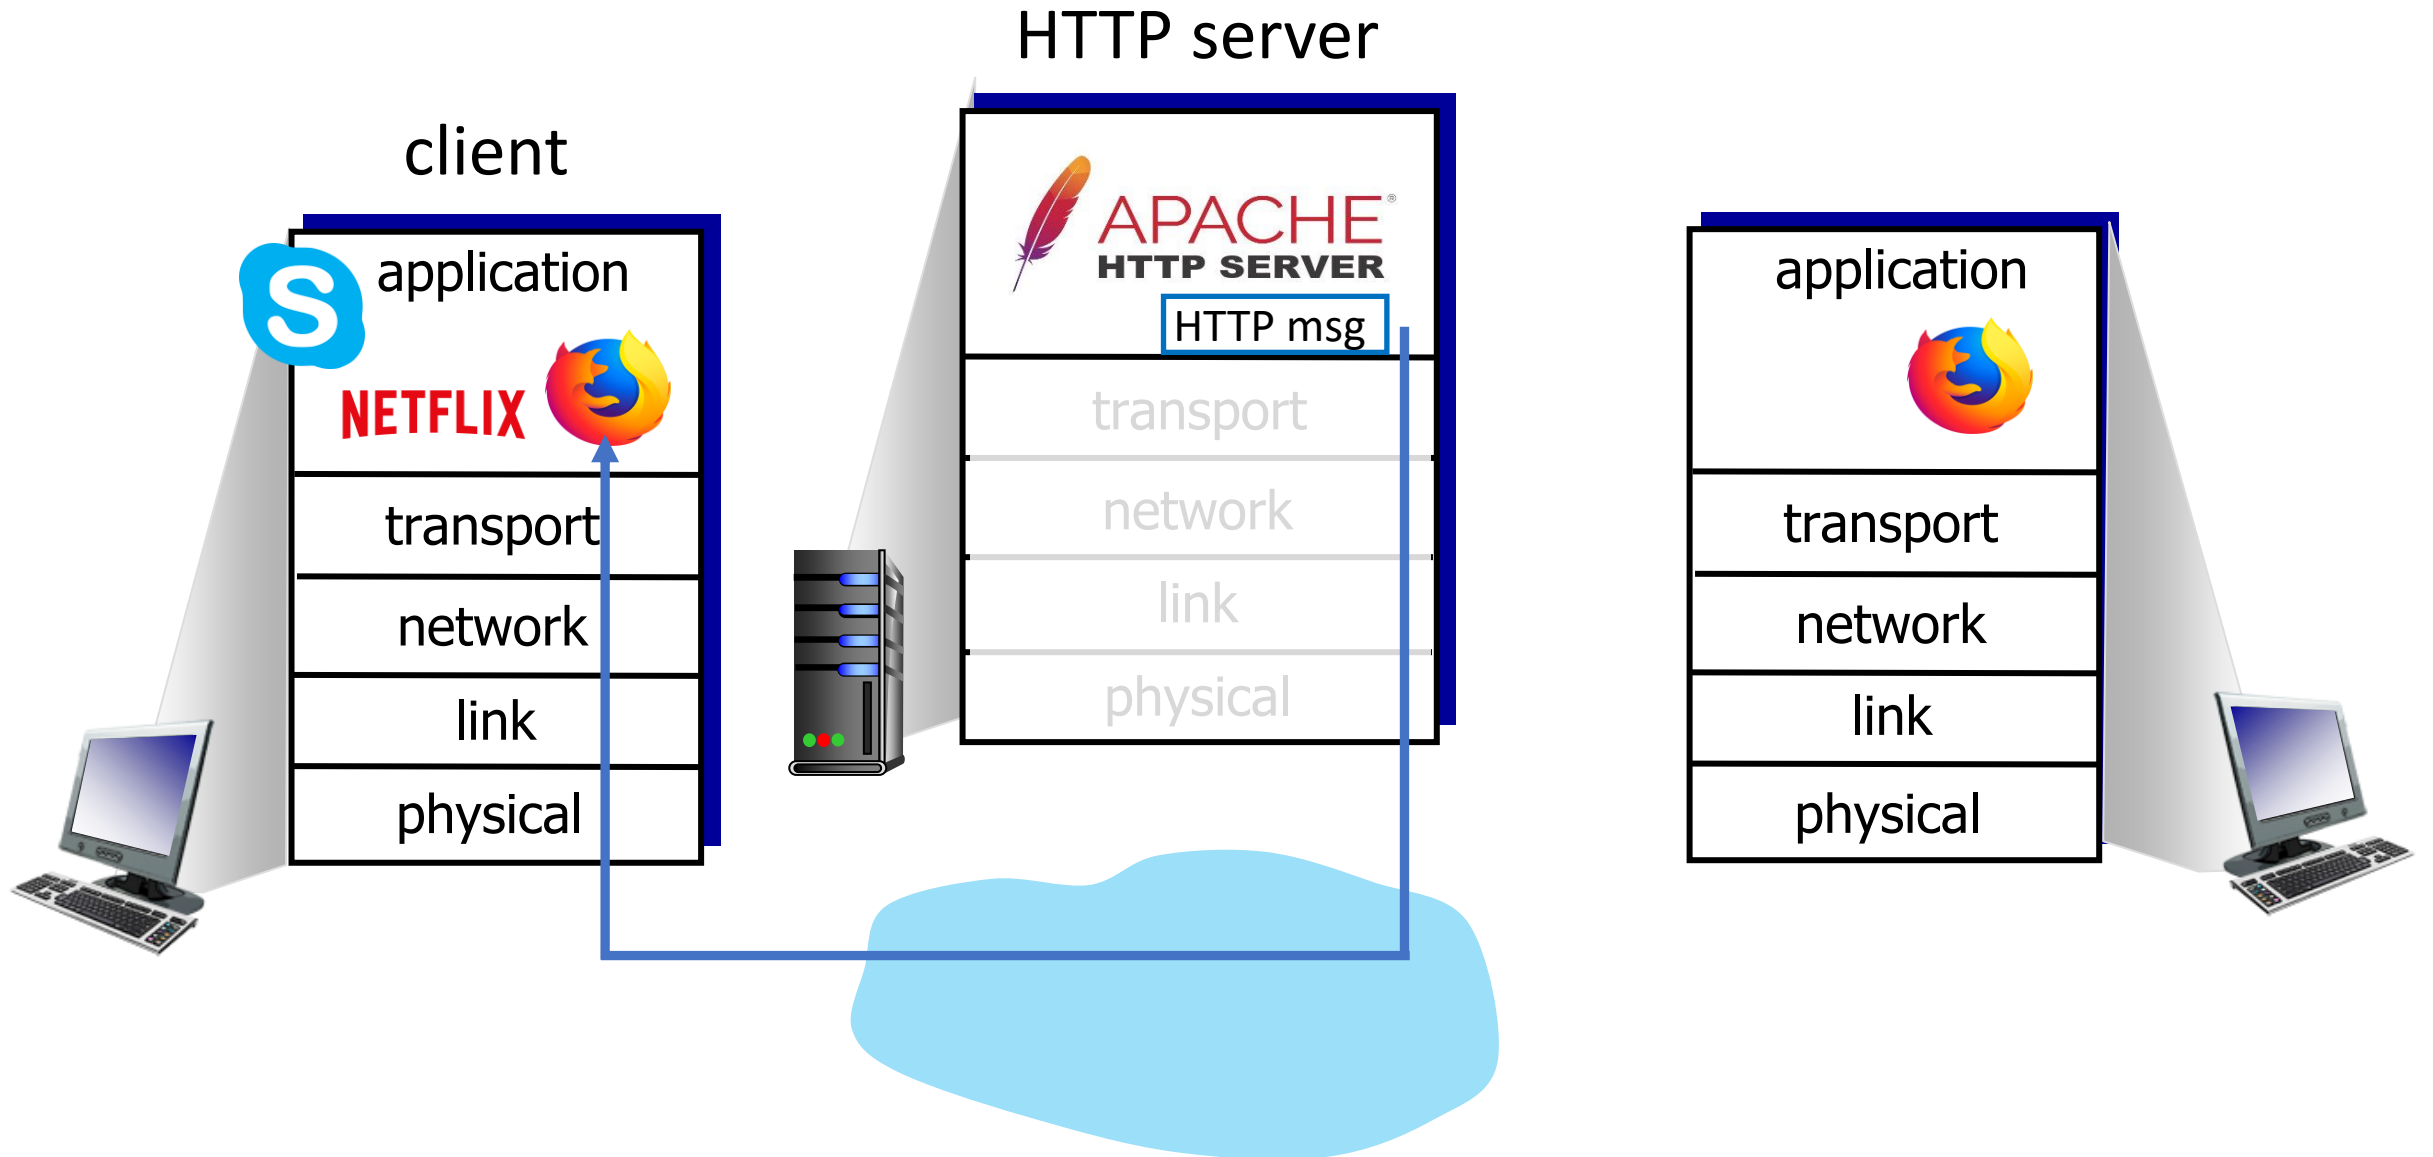 HTTP server
client
application
NETFLIX
transport
network
link
physical
APACHE®
HTTP SERVER
HTTP msg
transport
network
link
physical
application
transport
network
link
physical